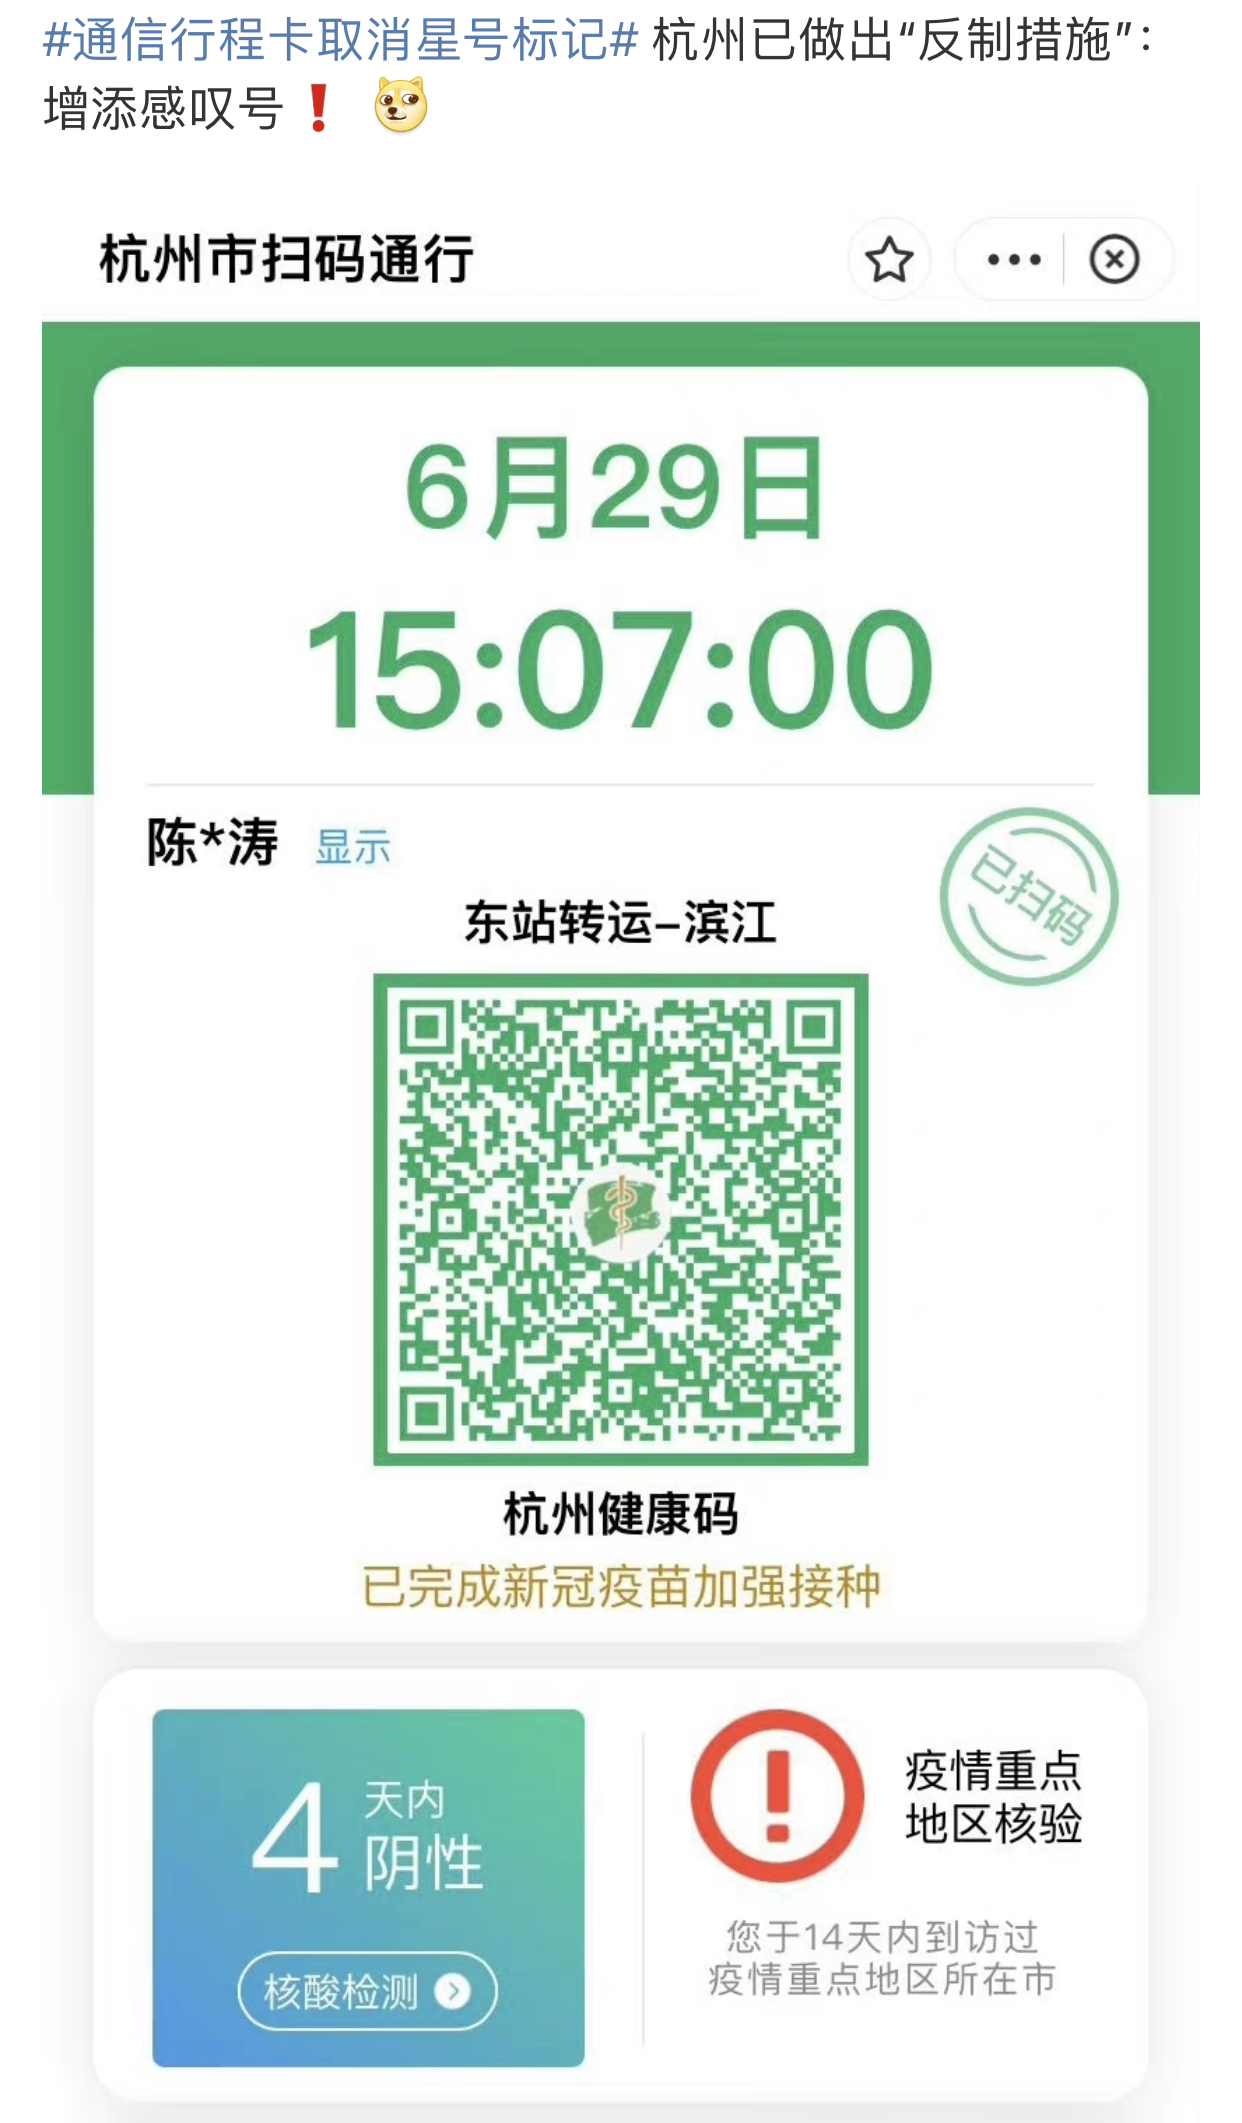 #通信行程卡取消星号标记# 杭州已做出“反制措施”：
增添感叹号❗
杭州市扫码通行
6月29日
15:07:00
陈*涛 显示
已扫码
东站转运-滨江
杭州健康码
已完成新冠疫苗加强接种
4 天内
阴性
核酸检测
疫情重点
地区核验
您于14天内到访过
疫情重点地区所在市